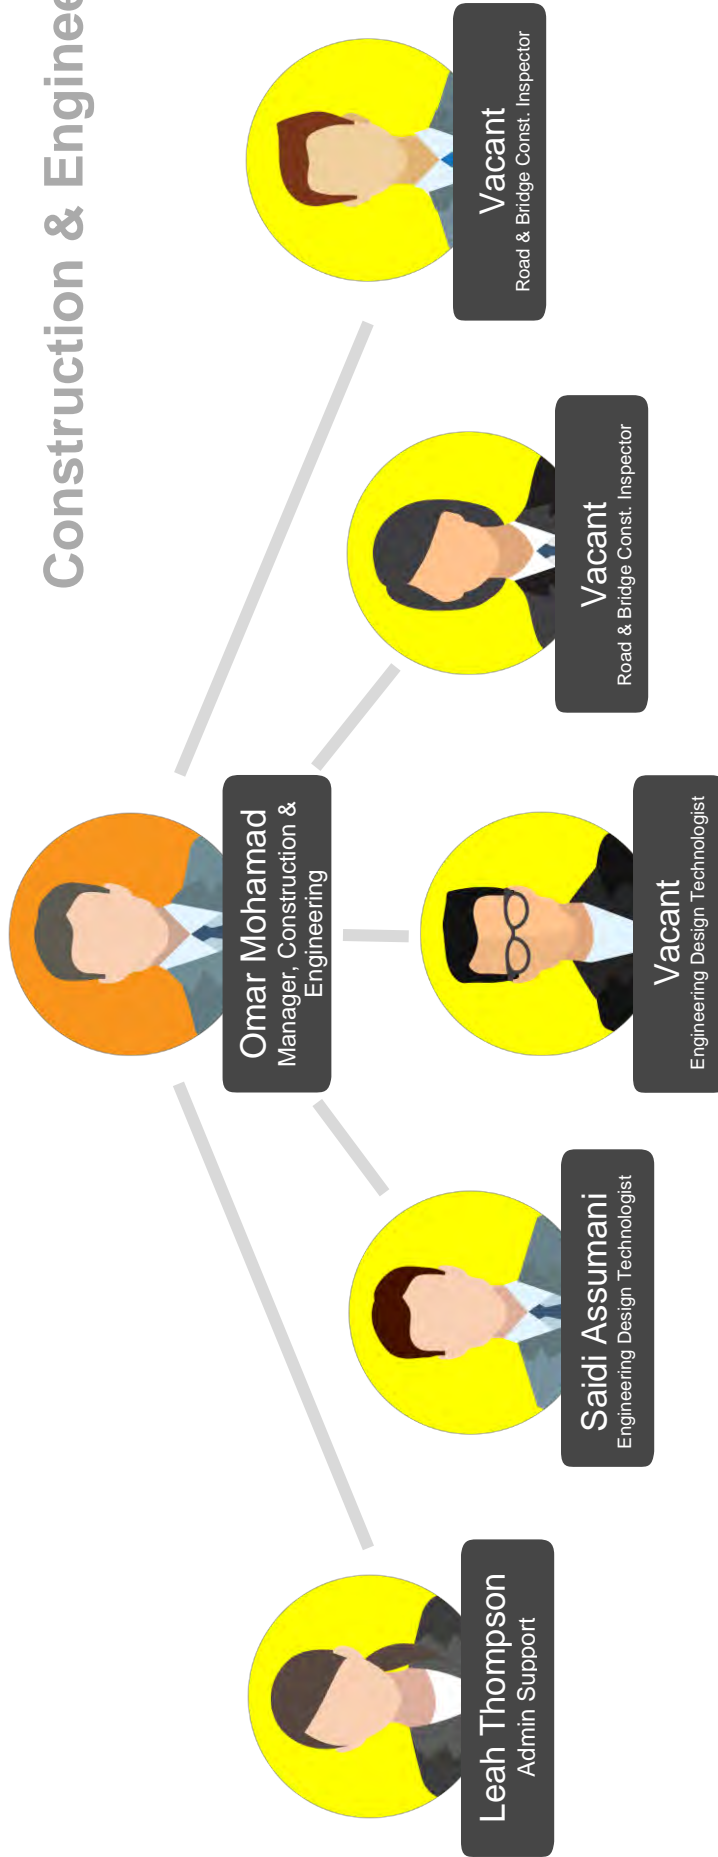 Construction & Enginee
Omar Mohamad
Manager, Construction &
Engineering
Leah Thompson
Admin Support
Saidi Assumani
Engineering Design Technologist
Vacant
Engineering Design Technologist
Vacant
Road & Bridge Const. Inspector
Vacant
Road & Bridge Const. Inspector